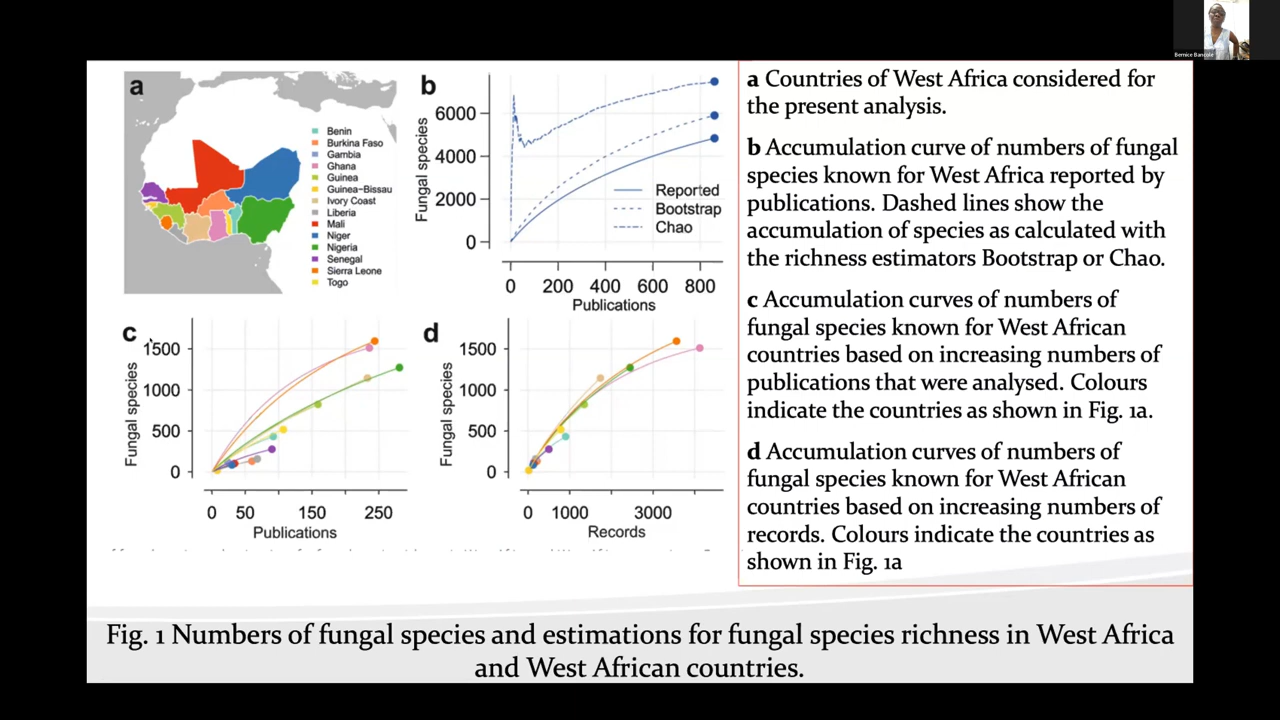 Bernice Bancole
a
Benin
Burkina Faso
Gambia
Ghana
Guinea
Guinea-Bissau
Ivory Coast
Liberia
Mali
Niger
Nigeria
Senegal
Sierra Leone
Togo
b
Fungal species
6000
4000
2000
0
Reported
Bootstrap
Chao
0 200 400 600 800
Publications
c
Fungal species
1500
1000
500
0
0 50 150 250
Publications
d
Fungal species
1500
1000
500
0
0 1000 3000
Records
a Countries of West Africa considered for
the present analysis.
b Accumulation curve of numbers of fungal
species known for West Africa reported by
publications. Dashed lines show the
accumulation of species as calculated with
the richness estimators Bootstrap or Chao.
c Accumulation curves of numbers of
fungal species known for West African
countries based on increasing numbers of
publications that were analysed. Colours
indicate the countries as shown in Fig. 1a.
d Accumulation curves of numbers of
fungal species known for West African
countries based on increasing numbers of
records. Colours indicate the countries as
shown in Fig. 1a
Fig. 1 Numbers of fungal species and estimations for fungal species richness in West Africa
and West African countries.